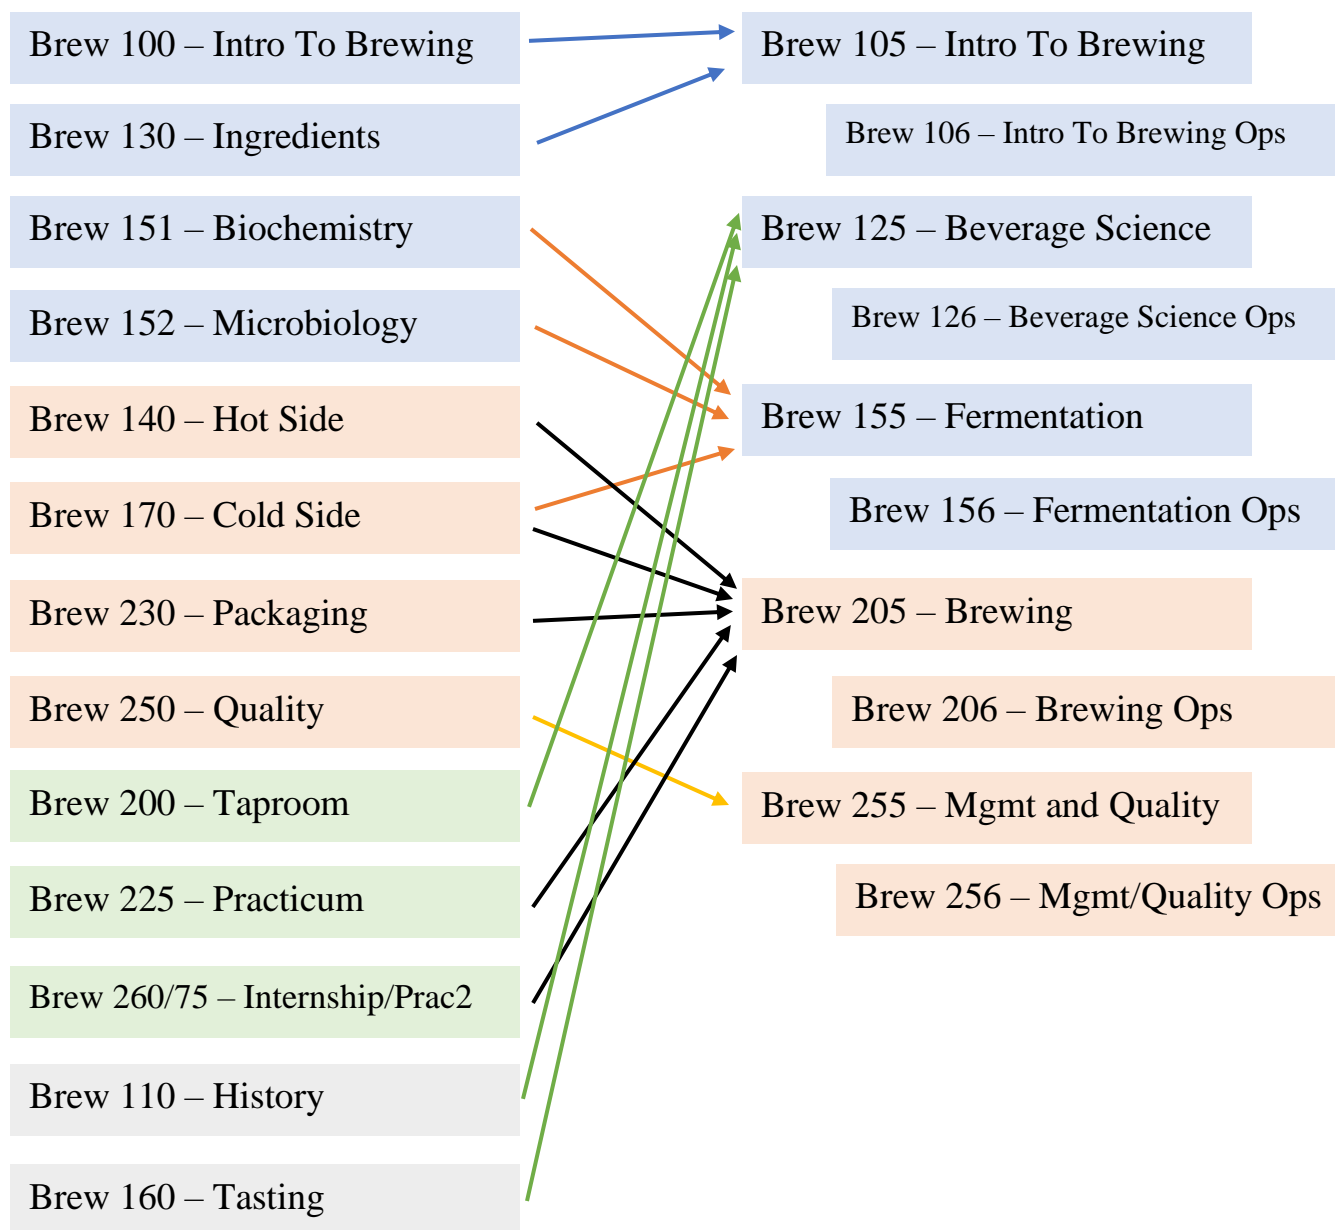 Brew 100 – Intro To Brewing
Brew 130 – Ingredients
Brew 151 – Biochemistry
Brew 152 – Microbiology
Brew 140 – Hot Side
Brew 170 – Cold Side
Brew 230 – Packaging
Brew 250 – Quality
Brew 200 – Taproom
Brew 225 – Practicum
Brew 260/75 – Internship/Prac2
Brew 110 – History
Brew 160 – Tasting
Brew 105 – Intro To Brewing
Brew 106 – Intro To Brewing Ops
Brew 125 – Beverage Science
Brew 126 – Beverage Science Ops
Brew 155 – Fermentation
Brew 156 – Fermentation Ops
Brew 205 – Brewing
Brew 206 – Brewing Ops
Brew 255 – Mgmt and Quality
Brew 256 – Mgmt/Quality Ops